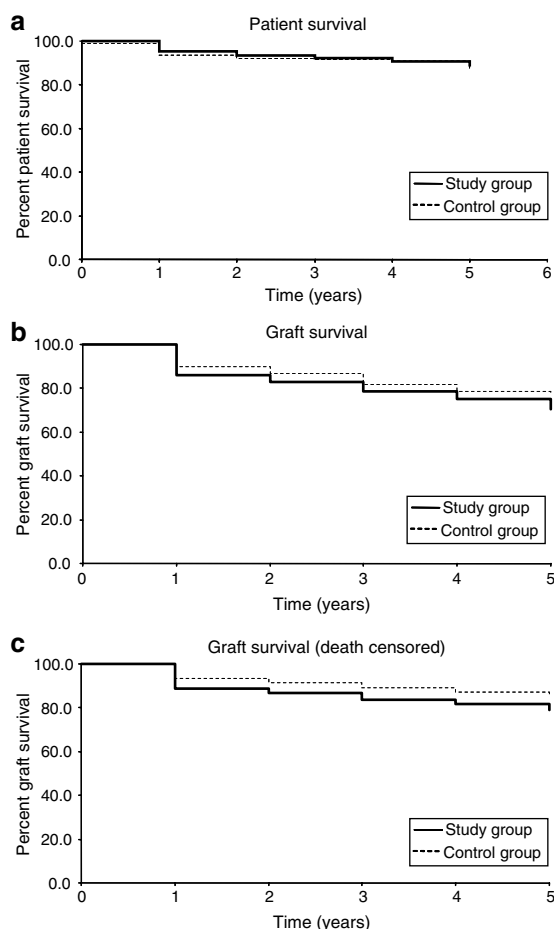 a
Patient survival
100.0
80.0
60.0
40.0
20.0
0.0
Percent patient survival
Study group
Control group
0 1 2 3 4 5 6
Time (years)
b
Graft survival
100.0
80.0
60.0
40.0
20.0
0.0
Percent graft survival
Study group
Control group
0 1 2 3 4 5
Time (years)
c
Graft survival (death censored)
100.0
80.0
60.0
40.0
20.0
0.0
Percent graft survival
Study group
Control group
0 1 2 3 4 5
Time (years)